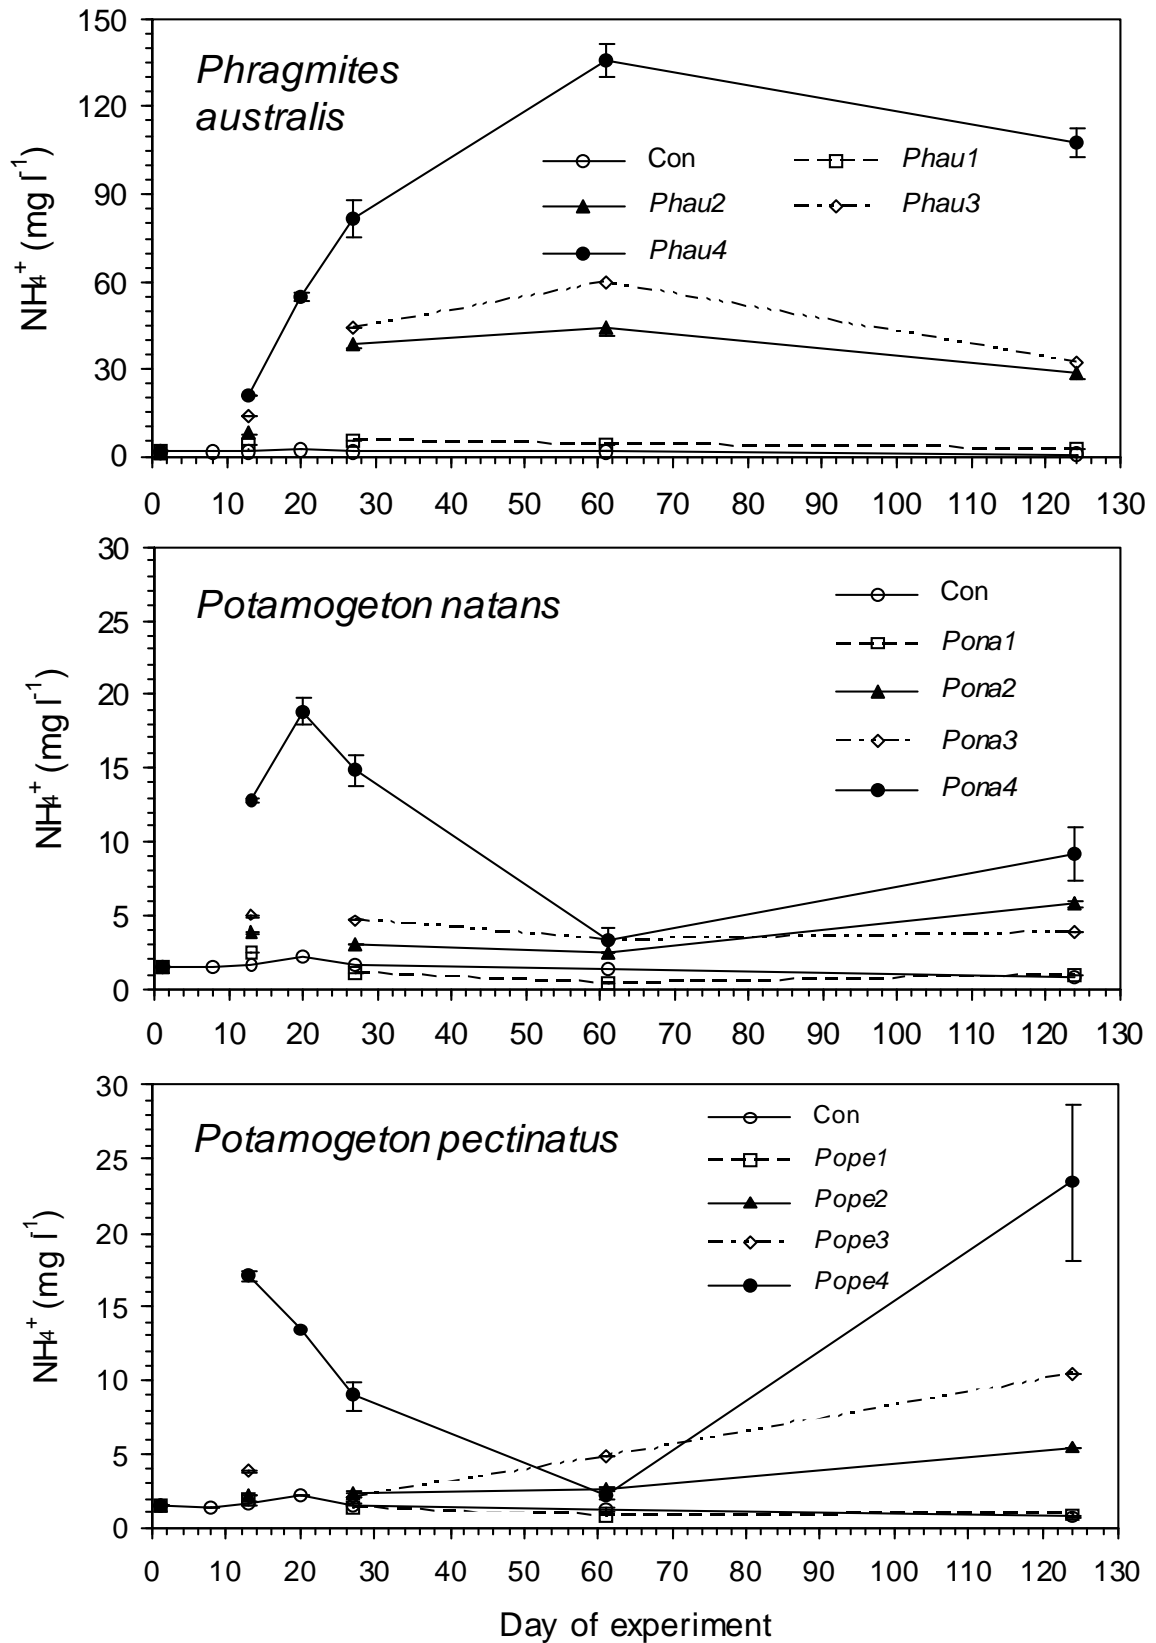 Phragmites
australis
NH₄⁺ (mg l⁻¹)
150
120
90
60
30
0
Con
Phau1
Phau2
Phau3
Phau4
0 10 20 30 40 50 60 70 80 90 100 110 120 130
Potamogeton natans
NH₄⁺ (mg l⁻¹)
30
25
20
15
10
5
0
Con
Pona1
Pona2
Pona3
Pona4
0 10 20 30 40 50 60 70 80 90 100 110 120 130
Potamogeton pectinatus
NH₄⁺ (mg l⁻¹)
30
25
20
15
10
5
0
Con
Pope1
Pope2
Pope3
Pope4
0 10 20 30 40 50 60 70 80 90 100 110 120 130
Day of experiment